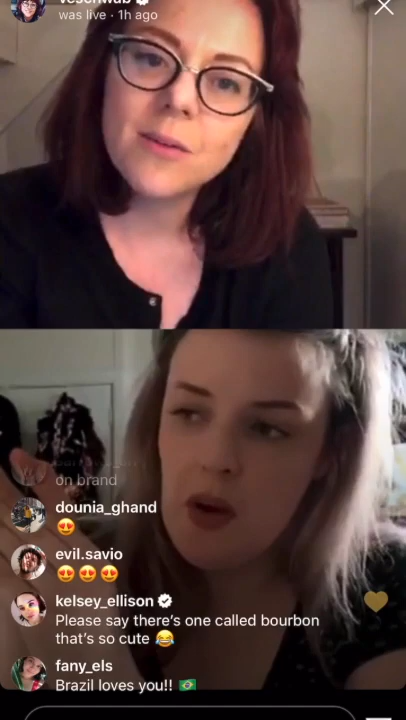 was live · 1h ago
on brand
dounia_ghand
😍
evil.savio
😍😍😍
kelsey_ellison
Please say there's one called bourbon
that's so cute 😂
fany_els
Brazil loves you!! 🇧🇷